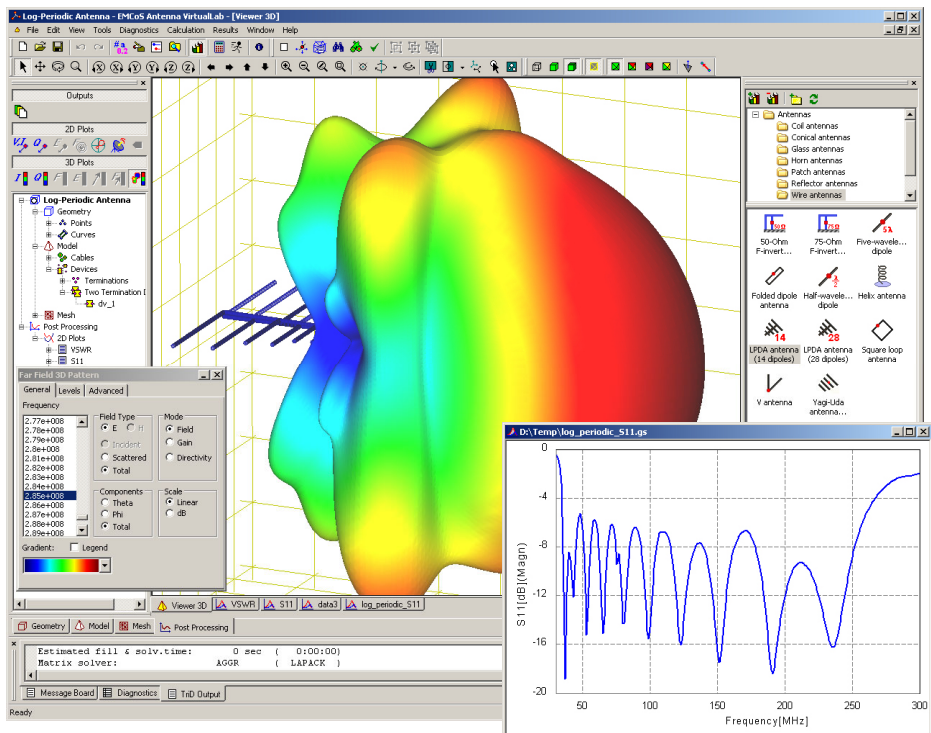 Log-Periodic Antenna - EMCoS Antenna VirtualLab - [Viewer 3D]
File Edit View Tools Diagnostics Calculation Results Window Help
Outputs
2D Plots
3D Plots
Log-Periodic Antenna
Geometry
Points
Curves
Model
Cables
Devices
Terminations
Two Termination D
dv_1
Mesh
Post Processing
2D Plots
VSWR
S11
Antennas
Coil antennas
Conical antennas
Glass antennas
Horn antennas
Patch antennas
Reflector antennas
Wire antennas
50-Ohm F-invert...
75-Ohm F-invert...
Five-wavele... dipole
Folded dipole antenna
Half-wavele... dipole
Helix antenna
14
28
LPDA antenna (14 dipoles)
LPDA antenna (28 dipoles)
Square loop antenna
V antenna
Yagi-Uda antenna...
Far Field 3D Pattern
General Levels Advanced
Frequency
2.77e+008
2.78e+008
2.79e+008
2.8e+008
2.81e+008
2.82e+008
2.83e+008
2.84e+008
2.85e+008
2.86e+008
2.87e+008
2.88e+008
2.89e+008
Field Type
E H
Incident
Scattered
Total
Mode
Field
Gain
Directivity
Components
Theta
Phi
Total
Scale
Linear
dB
Gradient: Legend
Viewer 3D VSWR S11 data3 log_periodic_S11
Geometry Model Mesh Post Processing
Estimated fill & solv.time: 0 sec ( 0:00:00)
Matrix solver: AGGR ( LAPACK )
Message Board Diagnostics TriD Output
Ready
D:\Temp\log_periodic_S11.gs
S11[dB](Magn)
0
-4
-8
-12
-16
-20
50 100 150 200 250 300
Frequency[MHz]